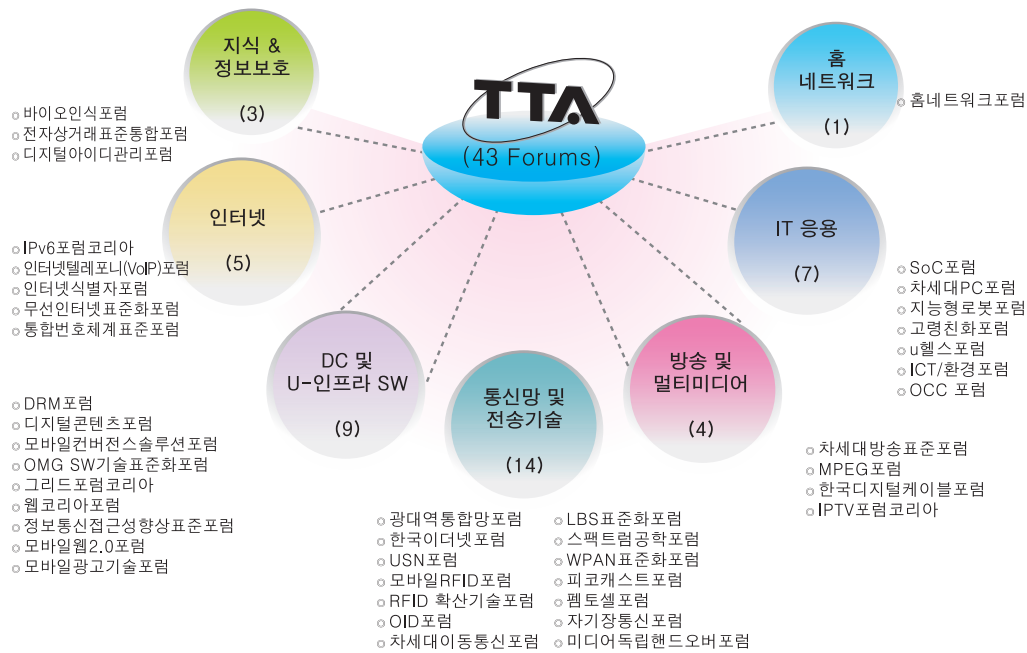 TTA
(43 Forums)
지식 &
정보보호
(3)
바이오인식포럼
전자상거래표준통합포럼
디지털아이디관리포럼
인터넷
(5)
IPv6포럼코리아
인터넷텔레포니(VoIP)포럼
인터넷식별자포럼
무선인터넷표준화포럼
통합번호체계표준포럼
DC 및
U-인프라 SW
(9)
DRM포럼
디지털콘텐츠포럼
모바일컨버전스솔루션포럼
OMG SW기술표준화포럼
그리드포럼코리아
웹코리아포럼
정보통신접근성향상표준포럼
모바일웹2.0포럼
모바일광고기술포럼
통신망 및
전송기술
(14)
광대역통합망포럼
한국이더넷포럼
USN포럼
모바일RFID포럼
RFID 확산기술포럼
OID포럼
차세대이동통신포럼
LBS표준화포럼
스팩트럼공학포럼
WPAN표준화포럼
피코캐스트포럼
펨토셀포럼
자기장통신포럼
미디어독립핸드오버포럼
방송 및
멀티미디어
(4)
차세대방송표준포럼
MPEG포럼
한국디지털케이블포럼
IPTV포럼코리아
IT 응용
(7)
SoC포럼
차세대PC포럼
지능형로봇포럼
고령친화포럼
u헬스포럼
ICT/환경포럼
OCC 포럼
홈
네트워크
(1)
홈네트워크포럼